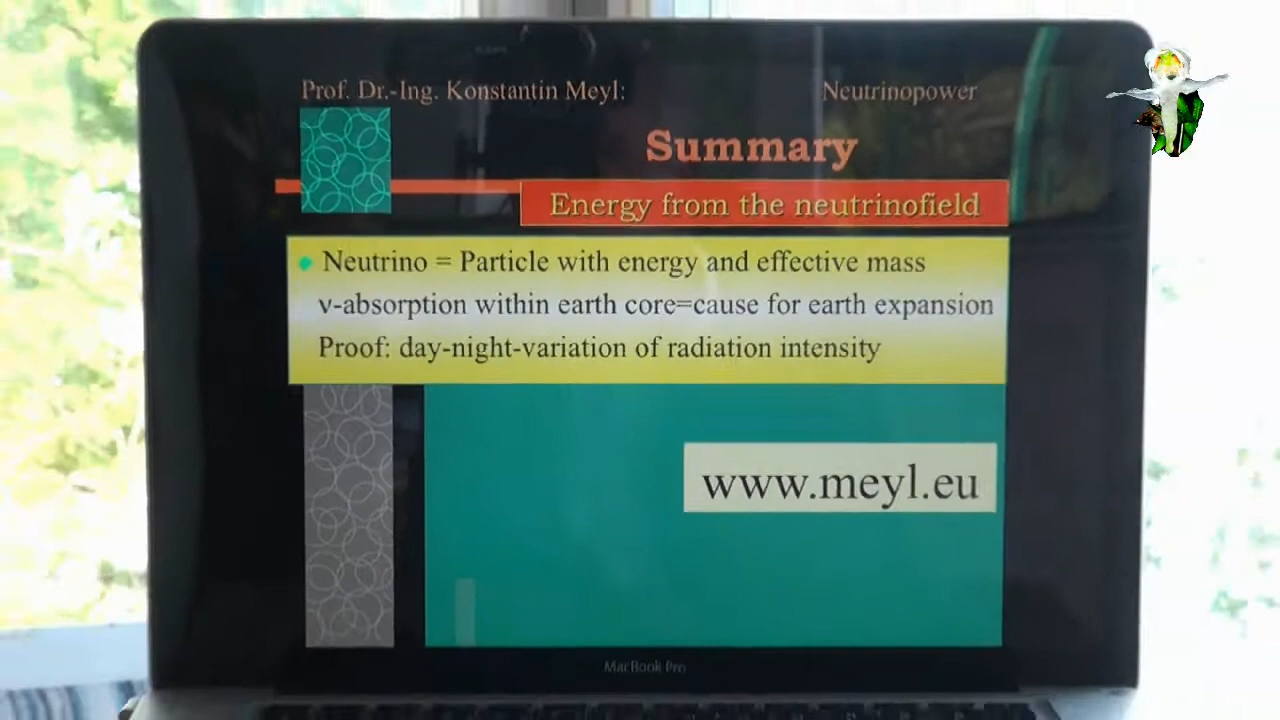 Prof. Dr.-Ing. Konstantin Meyl: Neutrinopower
Summary
Energy from the neutrinofield
Neutrino = Particle with energy and effective mass
ν-absorption within earth core=cause for earth expansion
Proof: day-night-variation of radiation intensity
www.meyl.eu
MacBook Pro